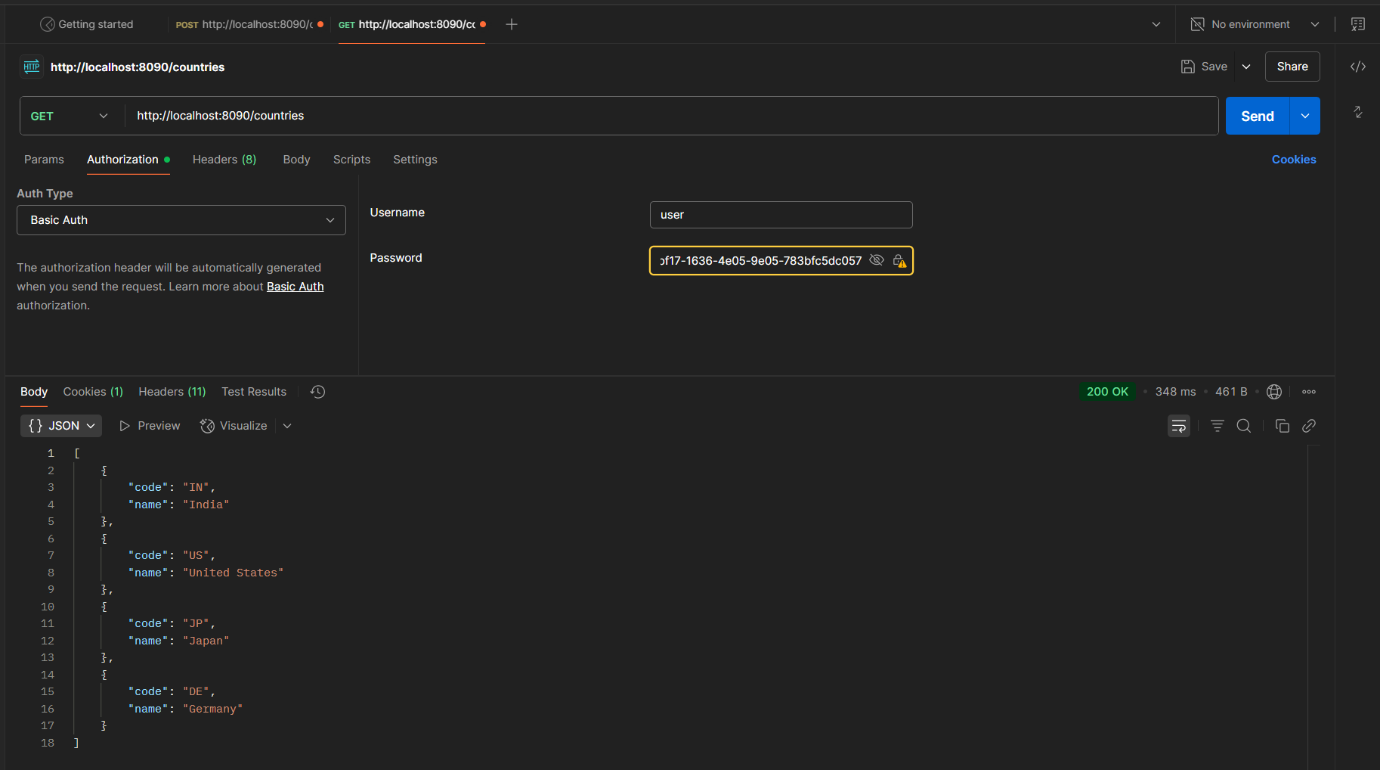 Getting started
POST http://localhost:8090/c
GET http://localhost:8090/cc
No environment
HTTP http://localhost:8090/countries
Save
Share
GET http://localhost:8090/countries
Send
Params Authorization Headers (8) Body Scripts Settings
Cookies
Auth Type
Basic Auth
The authorization header will be automatically generated
when you send the request. Learn more about Basic Auth
authorization.
Username
user
Password
f17-1636-4e05-9e05-783bfc5dc057
Body Cookies (1) Headers (11) Test Results
200 OK • 348 ms • 461 B
{} JSON Preview Visualize
1 [
2 {
3 "code": "IN",
4 "name": "India"
5 },
6 {
7 "code": "US",
8 "name": "United States"
9 },
10 {
11 "code": "JP",
12 "name": "Japan"
13 },
14 {
15 "code": "DE",
16 "name": "Germany"
17 }
18 ]